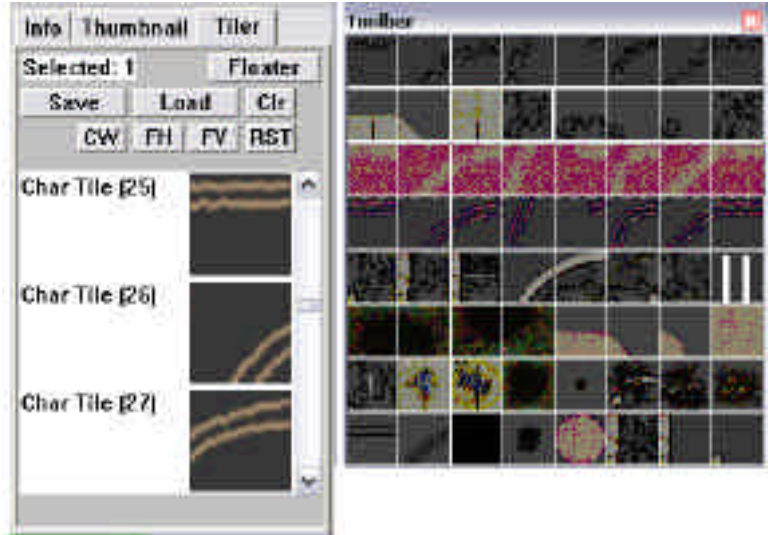 Info Thumbnail Tiler
Selected: 1 Floater
Save Load Clr
CW FH FV RST
Char Tile (25)
Char Tile (26)
Char Tile (27)
Toolbar